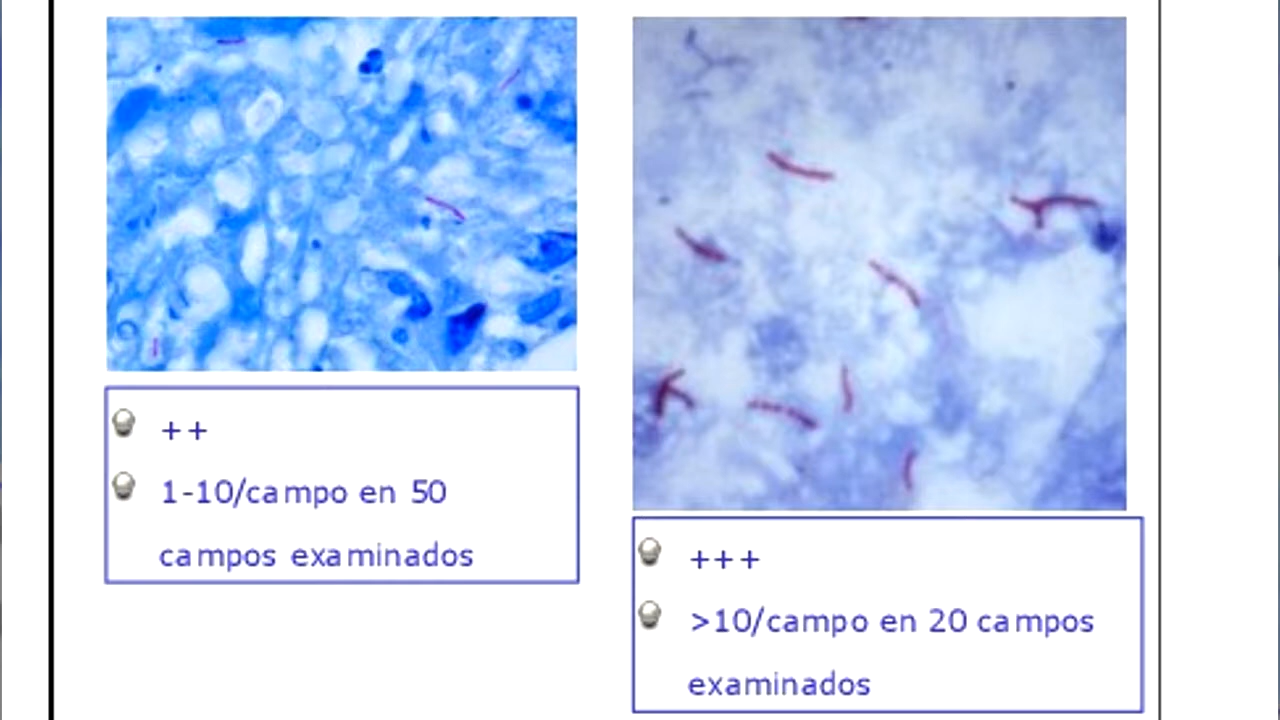 ++
1-10/campo en 50
campos examinados
+++
>10/campo en 20 campos
examinados